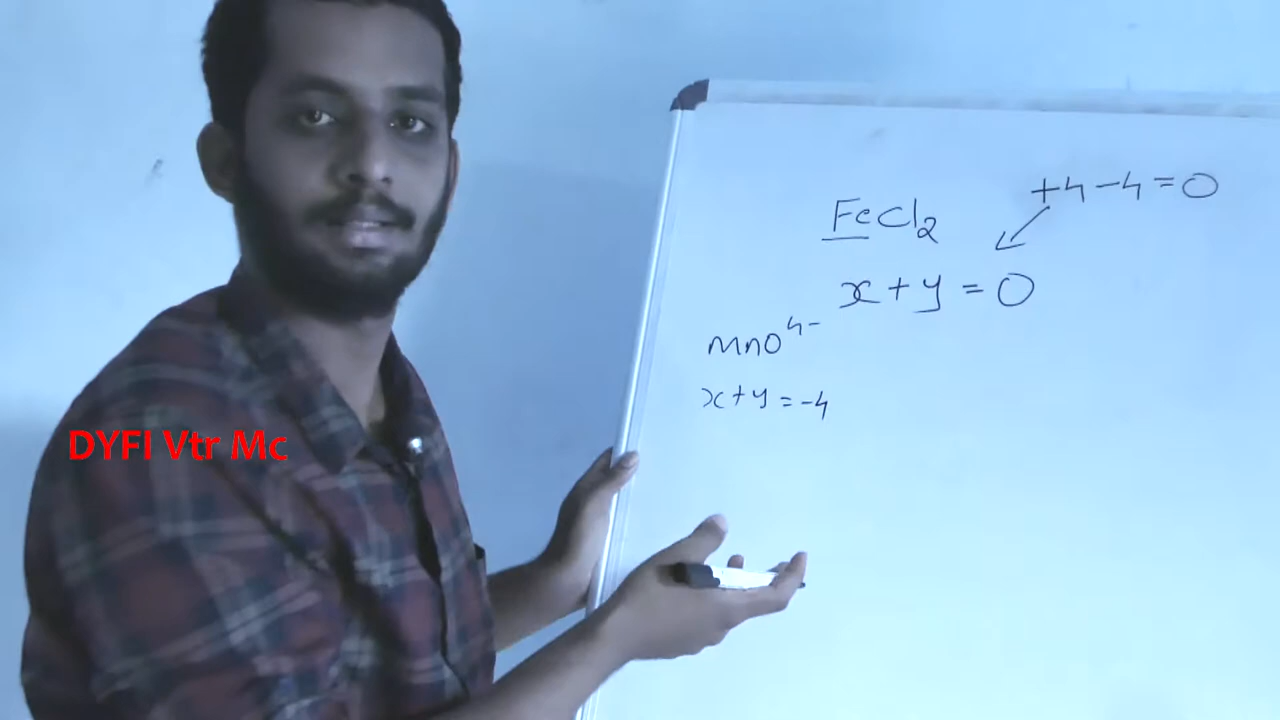 +4-4=0
FeCl₂
x+y=0
MnO⁴⁻
x+y=-4
DYFI Vtr Mc